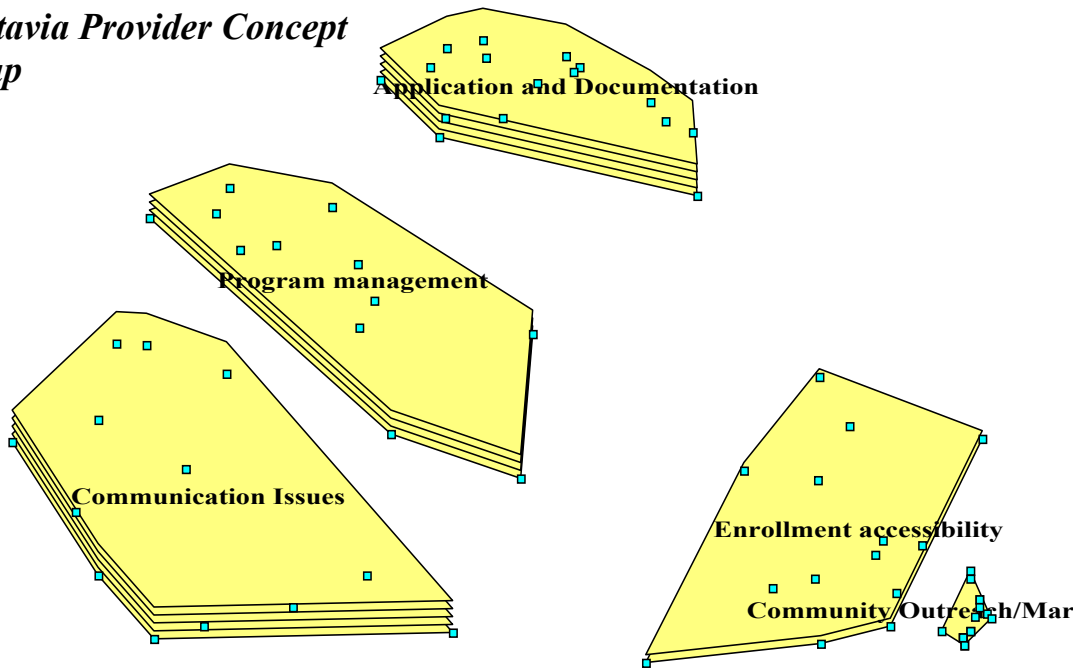 tavia Provider Concept
ap
Application and Documentation
Program management
Communication Issues
Enrollment accessibility
Community Outreach/Mar